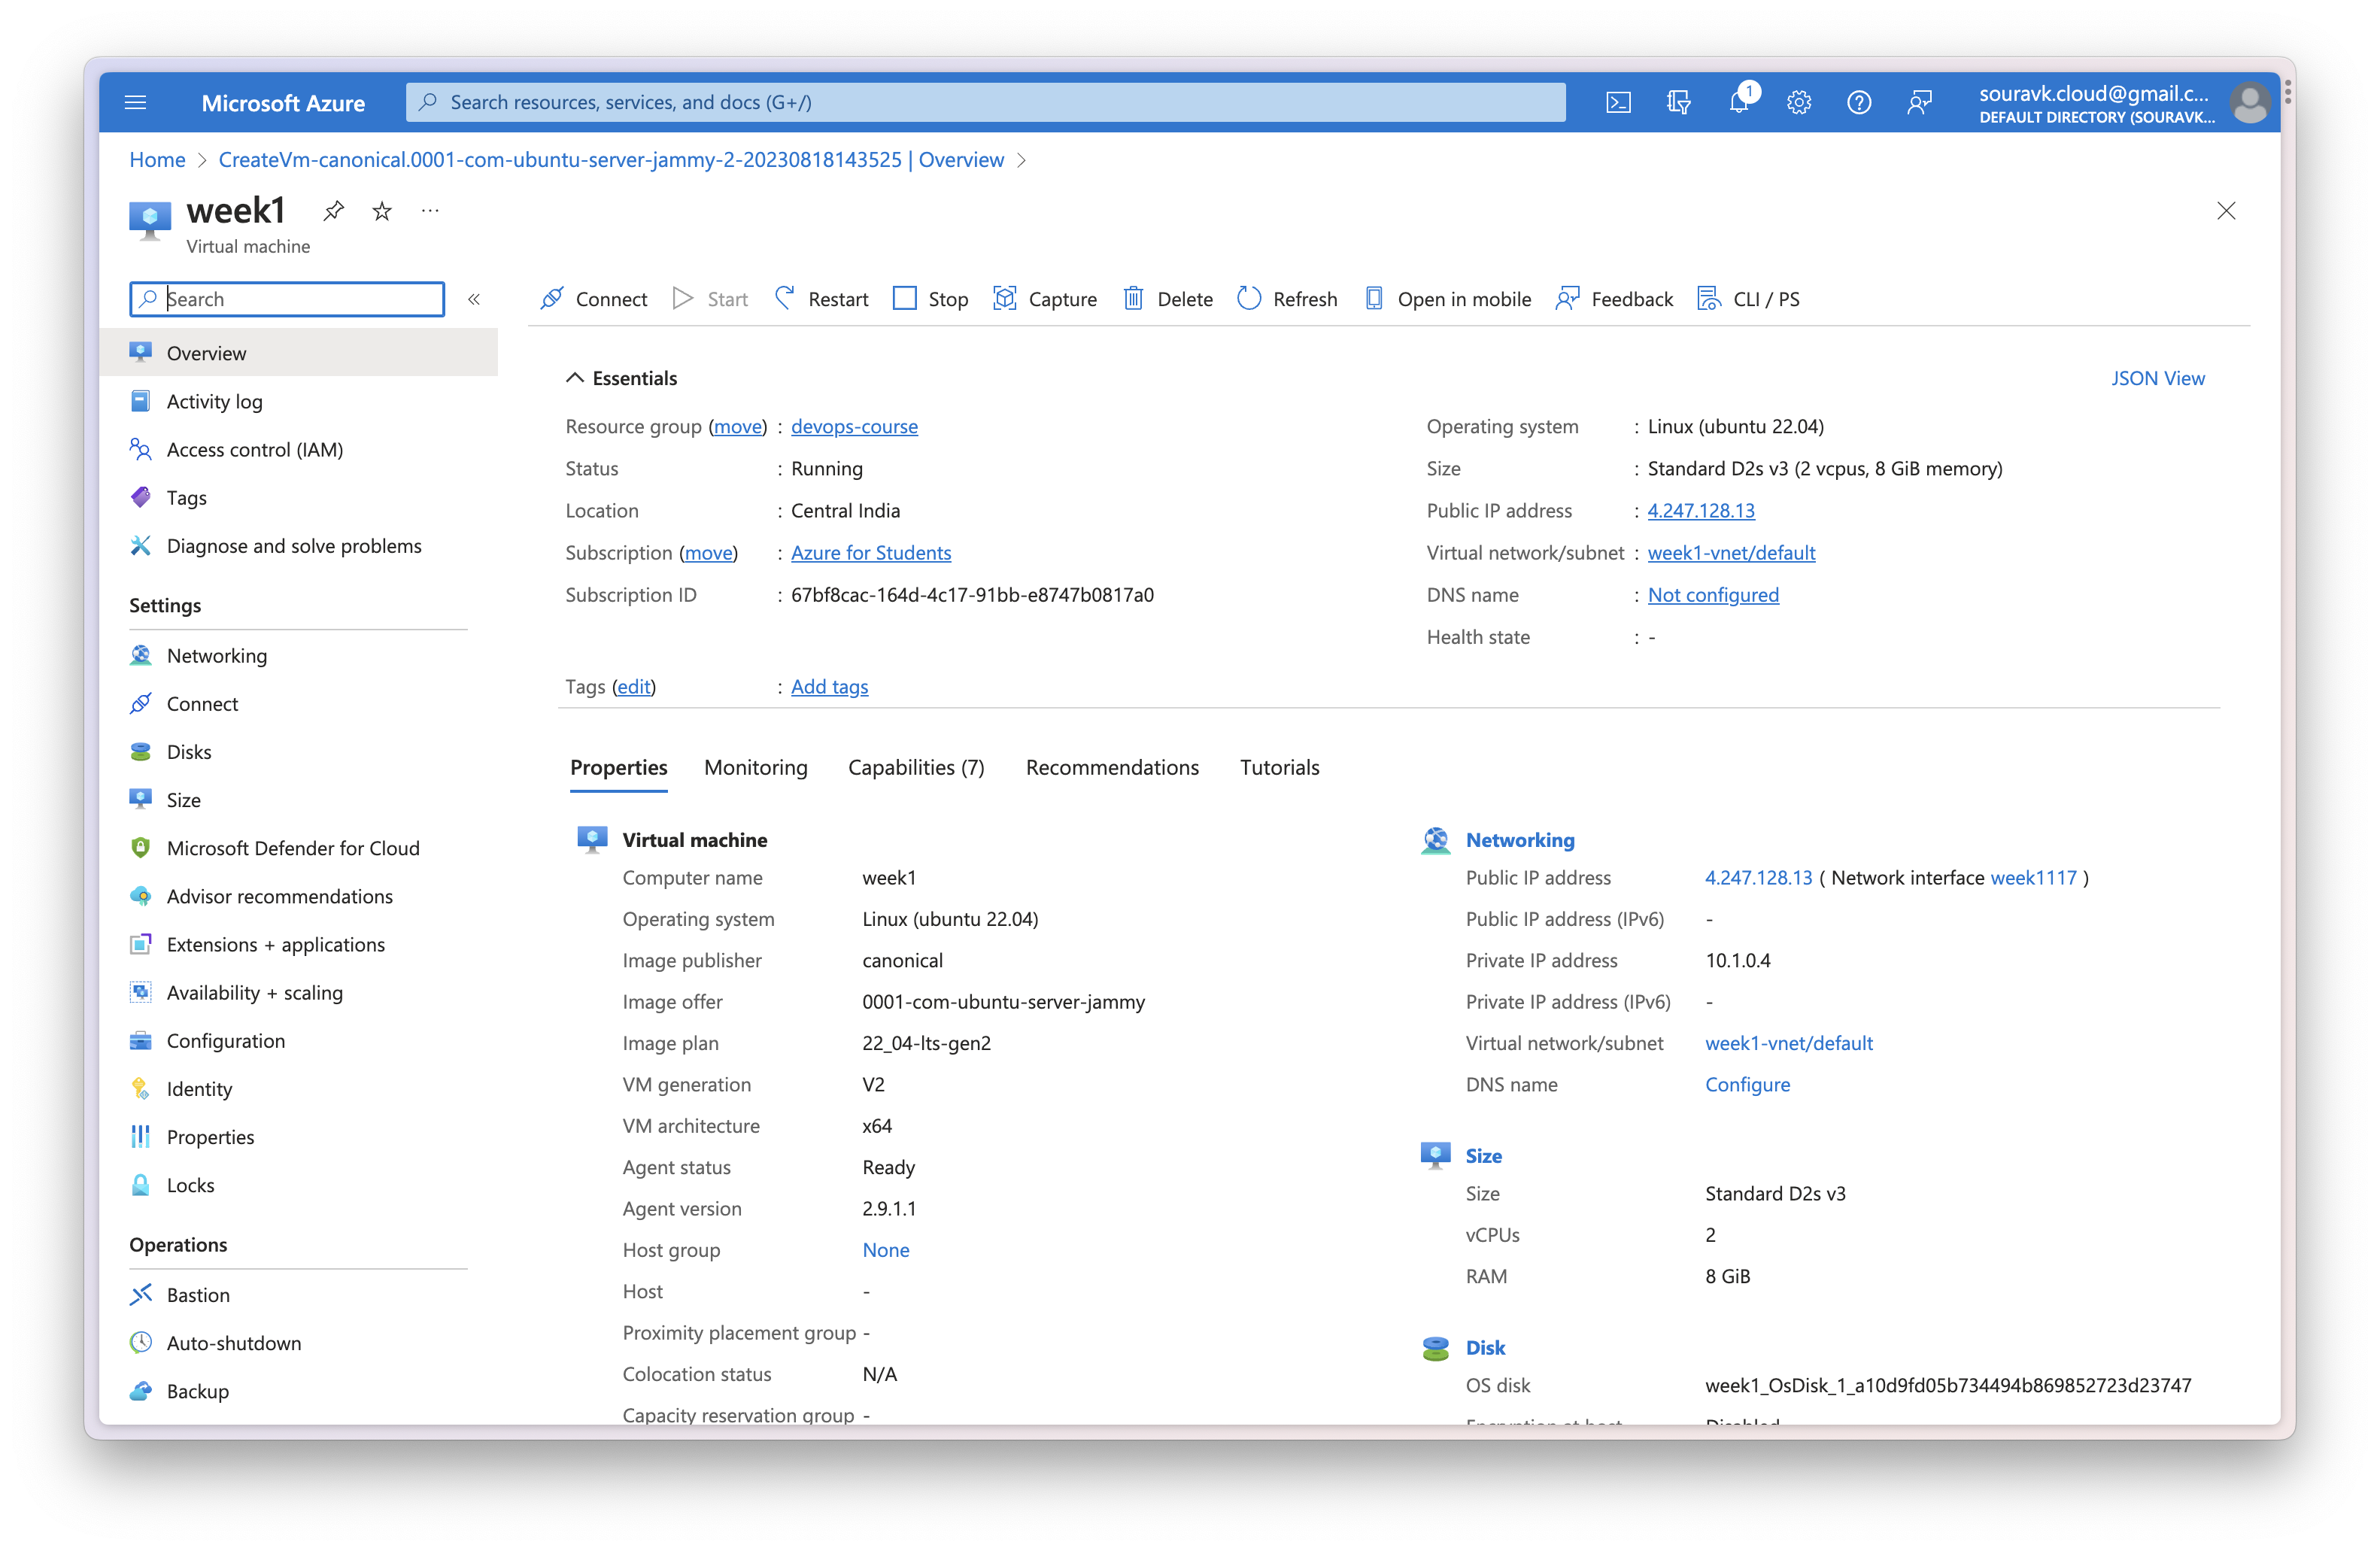 Microsoft Azure
Search resources, services, and docs (G+/)
1
souravk.cloud@gmail.c...
DEFAULT DIRECTORY (SOURAVK...
Home > CreateVm-canonical.0001-com-ubuntu-server-jammy-2-20230818143525 | Overview >
week1
Virtual machine
Search
«
Connect Start Restart Stop Capture Delete Refresh Open in mobile Feedback CLI / PS
Overview
Activity log
Access control (IAM)
Tags
Diagnose and solve problems
Settings
Networking
Connect
Disks
Size
Microsoft Defender for Cloud
Advisor recommendations
Extensions + applications
Availability + scaling
Configuration
Identity
Properties
Locks
Operations
Bastion
Auto-shutdown
Backup
Essentials
JSON View
Resource group (move) : devops-course
Status : Running
Location : Central India
Subscription (move) : Azure for Students
Subscription ID : 67bf8cac-164d-4c17-91bb-e8747b0817a0
Operating system : Linux (ubuntu 22.04)
Size : Standard D2s v3 (2 vcpus, 8 GiB memory)
Public IP address : 4.247.128.13
Virtual network/subnet : week1-vnet/default
DNS name : Not configured
Health state : -
Tags (edit) : Add tags
Properties Monitoring Capabilities (7) Recommendations Tutorials
Virtual machine
Computer name week1
Operating system Linux (ubuntu 22.04)
Image publisher canonical
Image offer 0001-com-ubuntu-server-jammy
Image plan 22_04-lts-gen2
VM generation V2
VM architecture x64
Agent status Ready
Agent version 2.9.1.1
Host group None
Host -
Proximity placement group -
Colocation status N/A
Capacity reservation group -
Networking
Public IP address 4.247.128.13 ( Network interface week1117 )
Public IP address (IPv6) -
Private IP address 10.1.0.4
Private IP address (IPv6) -
Virtual network/subnet week1-vnet/default
DNS name Configure
Size
Size Standard D2s v3
vCPUs 2
RAM 8 GiB
Disk
OS disk week1_OsDisk_1_a10d9fd05b734494b869852723d23747